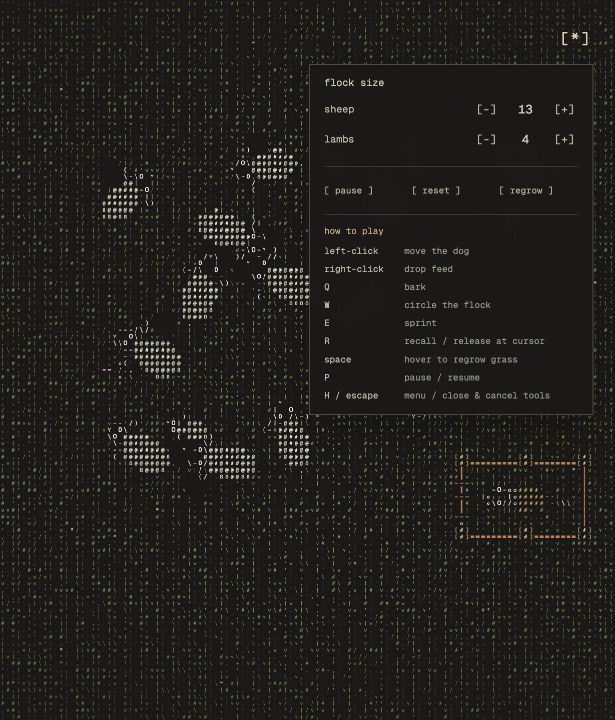 [*]
flock size
sheep [-] 13 [+]
lambs [-] 4 [+]
[ pause ] [ reset ] [ regrow ]
how to play
left-click move the dog
right-click drop feed
Q bark
W circle the flock
E sprint
R recall / release at cursor
space hover to regrow grass
P pause / resume
H / escape menu / close & cancel tools